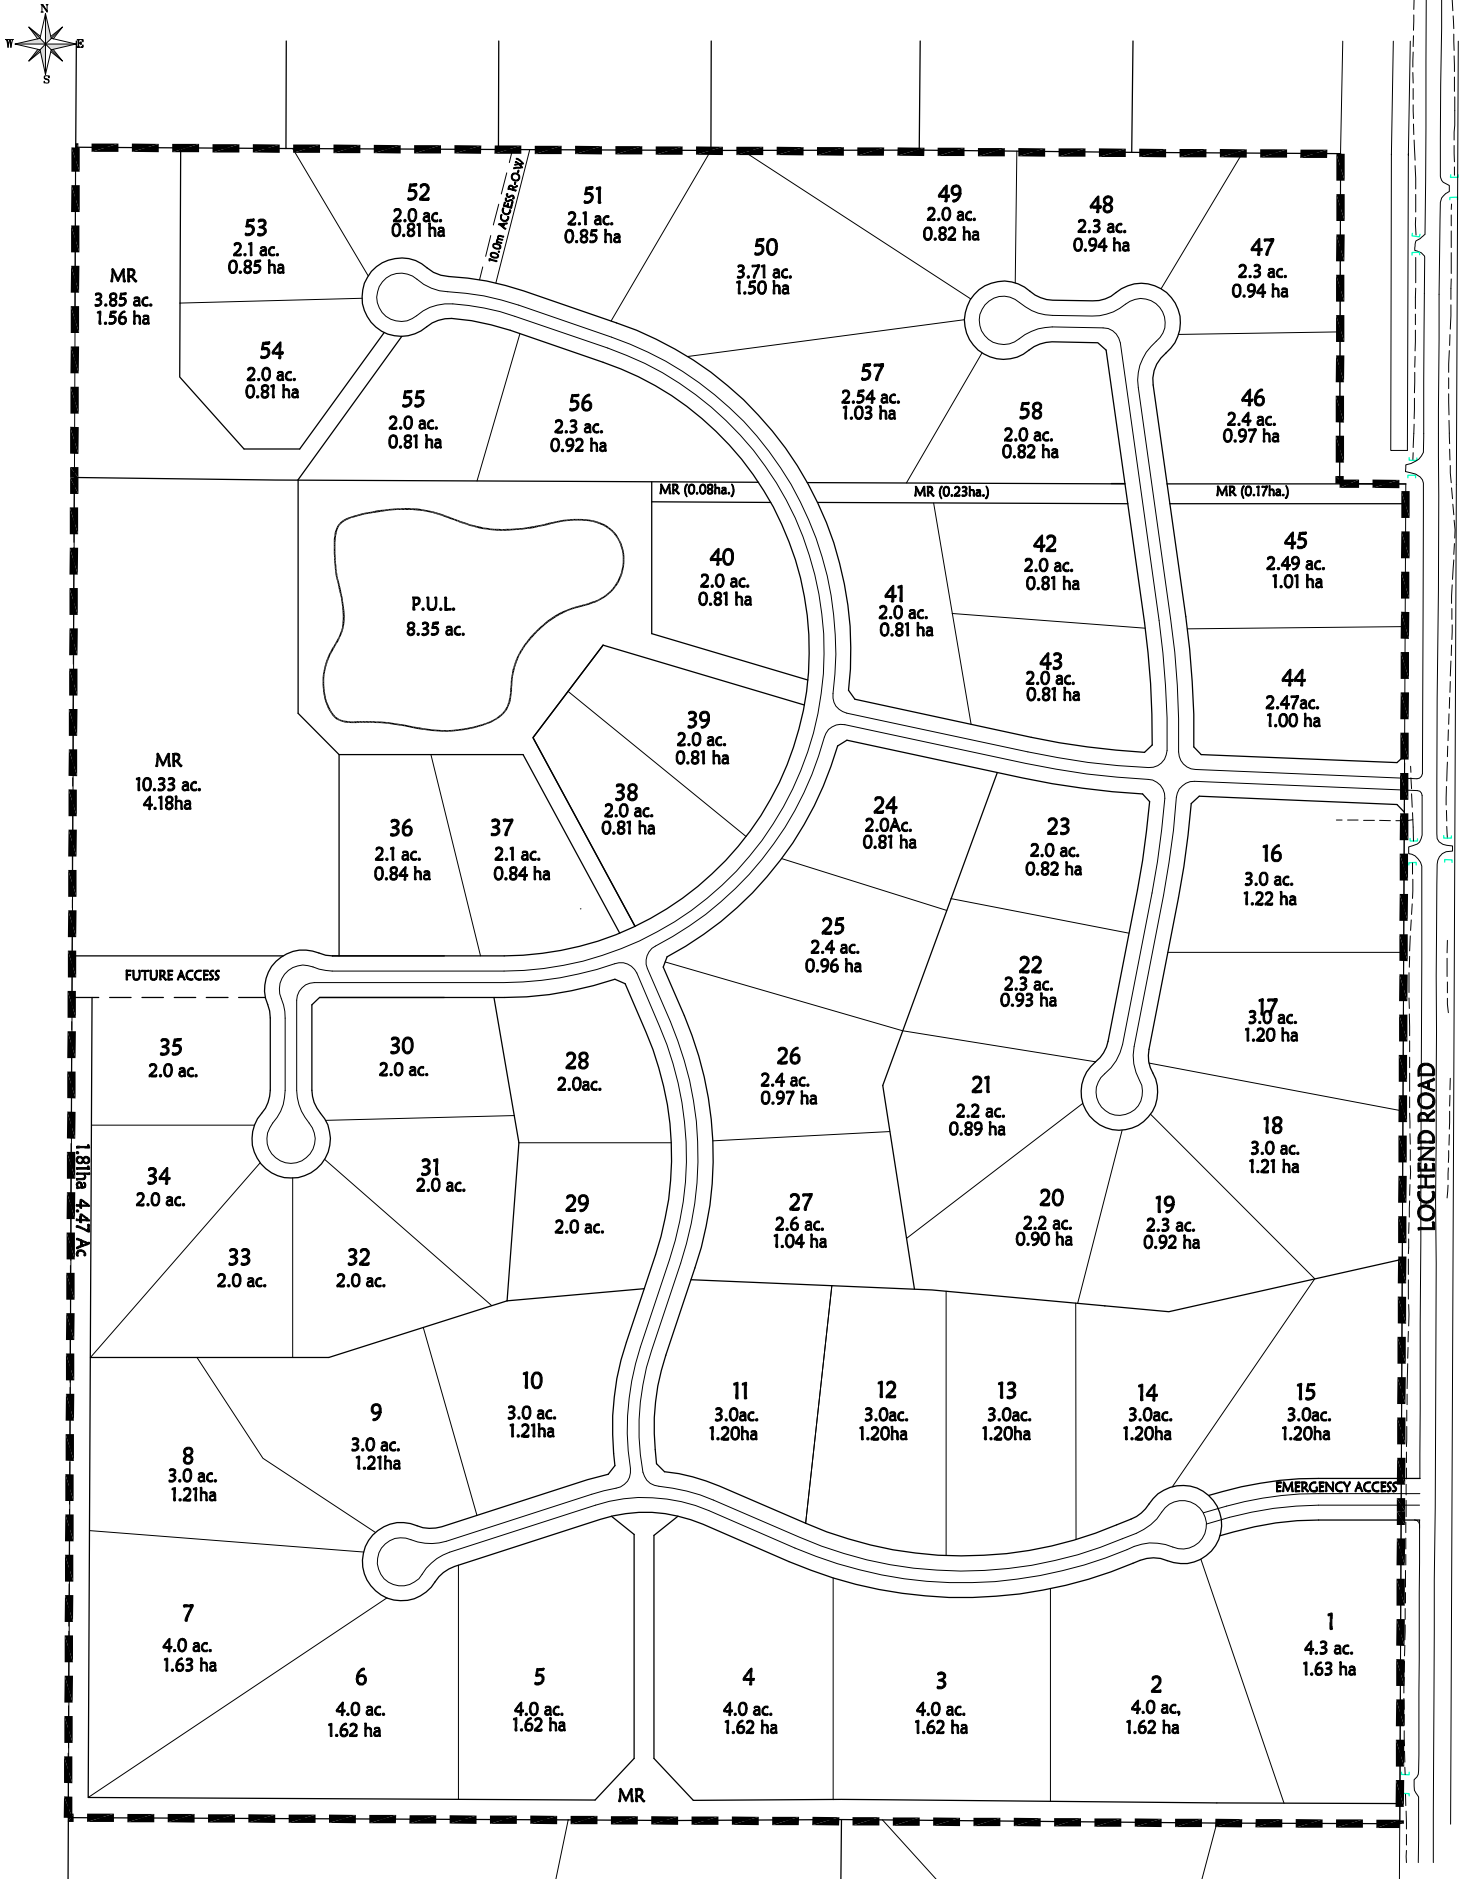 N
W
E
S
52
2.0 ac.
0.81 ha
10.0m ACCESS R-O-W
51
2.1 ac.
0.85 ha
49
2.0 ac.
0.82 ha
48
2.3 ac.
0.94 ha
53
2.1 ac.
0.85 ha
50
3.71 ac.
1.50 ha
47
2.3 ac.
0.94 ha
MR
3.85 ac.
1.56 ha
54
2.0 ac.
0.81 ha
55
2.0 ac.
0.81 ha
56
2.3 ac.
0.92 ha
57
2.54 ac.
1.03 ha
58
2.0 ac.
0.82 ha
46
2.4 ac.
0.97 ha
MR (0.08ha.)
MR (0.23ha.)
MR (0.17ha.)
P.U.L.
8.35 ac.
40
2.0 ac.
0.81 ha
41
2.0 ac.
0.81 ha
42
2.0 ac.
0.81 ha
45
2.49 ac.
1.01 ha
43
2.0 ac.
0.81 ha
44
2.47ac.
1.00 ha
39
2.0 ac.
0.81 ha
MR
10.33 ac.
4.18ha
38
2.0 ac.
0.81 ha
36
2.1 ac.
0.84 ha
37
2.1 ac.
0.84 ha
24
2.0Ac.
0.81 ha
23
2.0 ac.
0.82 ha
16
3.0 ac.
1.22 ha
25
2.4 ac.
0.96 ha
22
2.3 ac.
0.93 ha
17
3.0 ac.
1.20 ha
FUTURE ACCESS
35
2.0 ac.
30
2.0 ac.
28
2.0ac.
26
2.4 ac.
0.97 ha
21
2.2 ac.
0.89 ha
18
3.0 ac.
1.21 ha
LOCHEND ROAD
1.81ha 4.47 Ac
34
2.0 ac.
31
2.0 ac.
29
2.0 ac.
27
2.6 ac.
1.04 ha
20
2.2 ac.
0.90 ha
19
2.3 ac.
0.92 ha
33
2.0 ac.
32
2.0 ac.
10
3.0 ac.
1.21ha
11
3.0ac.
1.20ha
12
3.0ac.
1.20ha
13
3.0ac.
1.20ha
14
3.0ac.
1.20ha
15
3.0ac.
1.20ha
9
3.0 ac.
1.21ha
8
3.0 ac.
1.21ha
EMERGENCY ACCESS
7
4.0 ac.
1.63 ha
6
4.0 ac.
1.62 ha
5
4.0 ac.
1.62 ha
4
4.0 ac.
1.62 ha
3
4.0 ac.
1.62 ha
2
4.0 ac,
1.62 ha
1
4.3 ac.
1.63 ha
MR